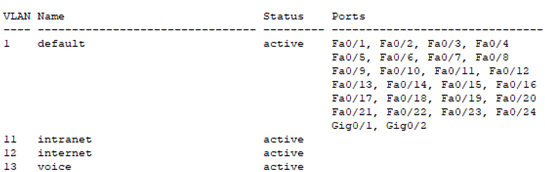 VLAN Name                             Status    Ports
---- -------------------------------- --------- -------------------------------
1    default                          active    Fa0/1, Fa0/2, Fa0/3, Fa0/4
                                                Fa0/5, Fa0/6, Fa0/7, Fa0/8
                                                Fa0/9, Fa0/10, Fa0/11, Fa0/12
                                                Fa0/13, Fa0/14, Fa0/15, Fa0/16
                                                Fa0/17, Fa0/18, Fa0/19, Fa0/20
                                                Fa0/21, Fa0/22, Fa0/23, Fa0/24
                                                Gig0/1, Gig0/2
11   intranet                         active
12   internet                         active
13   voice                            active